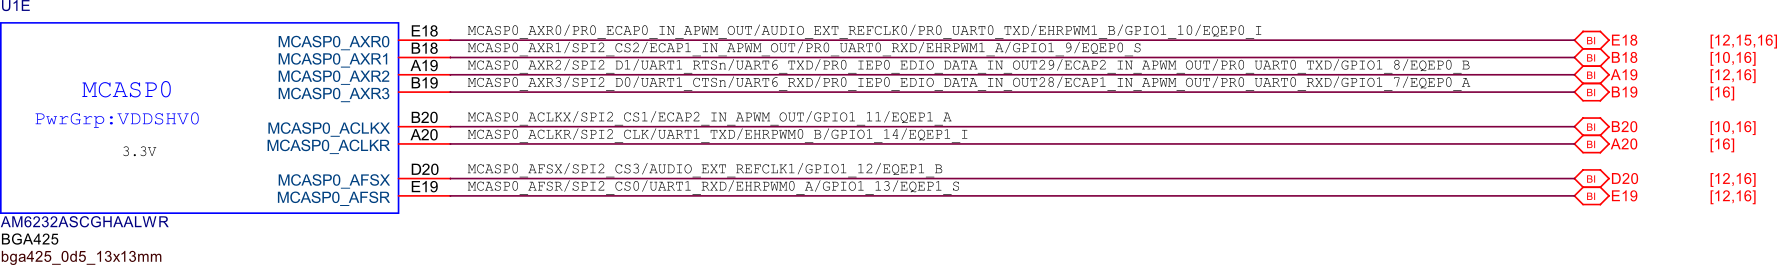 U1E
MCASP0
PwrGrp:VDDSHV0
3.3V
MCASP0_AXR0 E18 MCASP0_AXR0/PR0_ECAP0_IN_APWM_OUT/AUDIO_EXT_REFCLK0/PR0_UART0_TXD/EHRPWM1_B/GPIO1_10/EQEP0_I BI E18 [12,15,16]
MCASP0_AXR1 B18 MCASP0_AXR1/SPI2_CS2/ECAP1_IN_APWM_OUT/PR0_UART0_RXD/EHRPWM1_A/GPIO1_9/EQEP0_S BI B18 [10,16]
MCASP0_AXR2 A19 MCASP0_AXR2/SPI2_D1/UART1_RTSn/UART6_TXD/PR0_IEP0_EDIO_DATA_IN_OUT29/ECAP2_IN_APWM_OUT/PR0_UART0_TXD/GPIO1_8/EQEP0_B BI A19 [12,16]
MCASP0_AXR3 B19 MCASP0_AXR3/SPI2_D0/UART1_CTSn/UART6_RXD/PR0_IEP0_EDIO_DATA_IN_OUT28/ECAP1_IN_APWM_OUT/PR0_UART0_RXD/GPIO1_7/EQEP0_A BI B19 [16]
MCASP0_ACLKX B20 MCASP0_ACLKX/SPI2_CS1/ECAP2_IN_APWM_OUT/GPIO1_11/EQEP1_A BI B20 [10,16]
MCASP0_ACLKR A20 MCASP0_ACLKR/SPI2_CLK/UART1_TXD/EHRPWM0_B/GPIO1_14/EQEP1_I BI A20 [16]
MCASP0_AFSX D20 MCASP0_AFSX/SPI2_CS3/AUDIO_EXT_REFCLK1/GPIO1_12/EQEP1_B BI D20 [12,16]
MCASP0_AFSR E19 MCASP0_AFSR/SPI2_CS0/UART1_RXD/EHRPWM0_A/GPIO1_13/EQEP1_S BI E19 [12,16]
AM6232ASCGHAALWR
BGA425
bga425_0d5_13x13mm